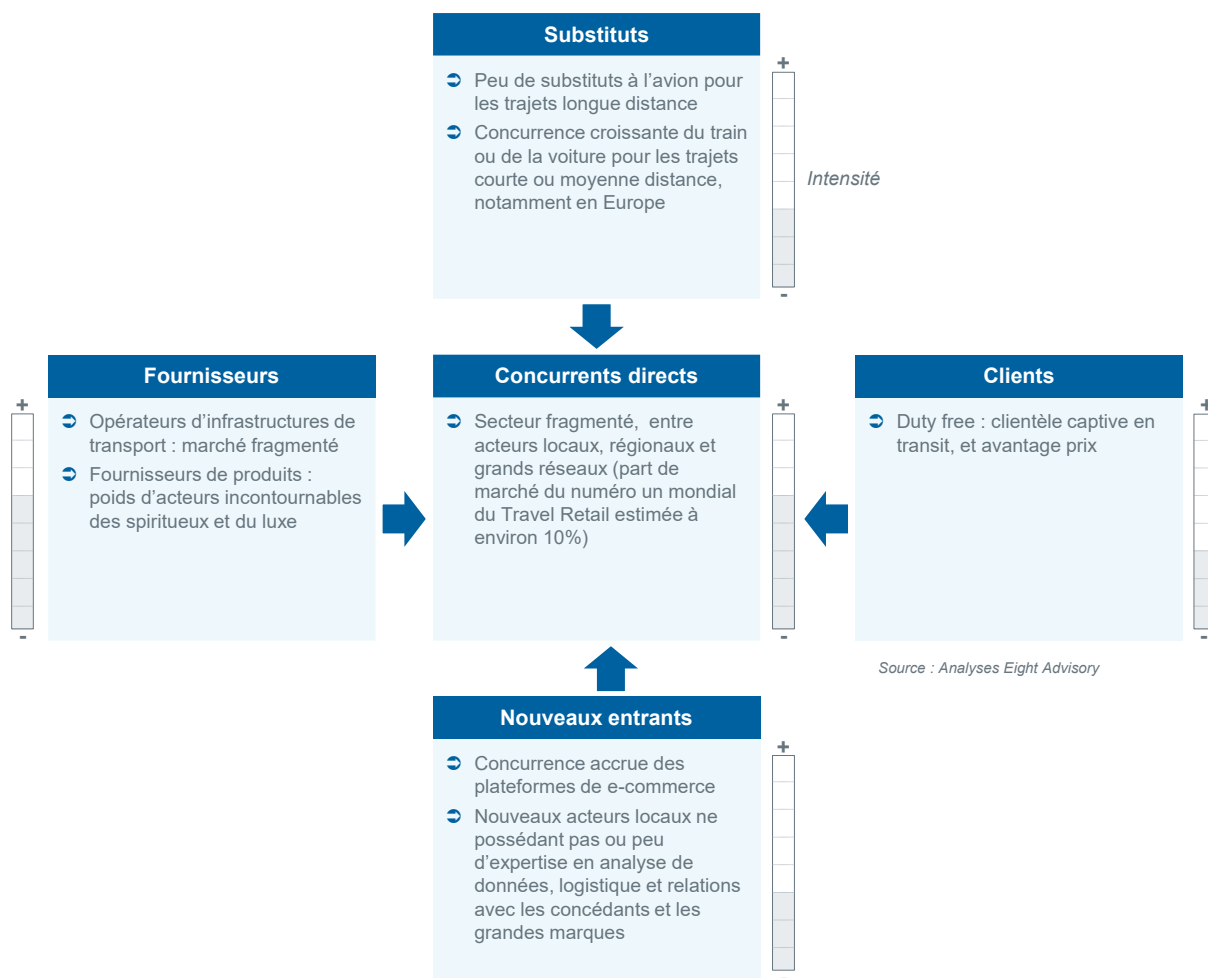 Substituts
Peu de substituts à l'avion pour
les trajets longue distance
Concurrence croissante du train
ou de la voiture pour les trajets
courte ou moyenne distance,
notamment en Europe
+
-
Intensité
Fournisseurs
Opérateurs d'infrastructures de
transport : marché fragmenté
Fournisseurs de produits :
poids d'acteurs incontournables
des spiritueux et du luxe
+
-
Concurrents directs
Secteur fragmenté, entre
acteurs locaux, régionaux et
grands réseaux (part de
marché du numéro un mondial
du Travel Retail estimée à
environ 10%)
+
-
Clients
Duty free : clientèle captive en
transit, et avantage prix
+
-
Source : Analyses Eight Advisory
Nouveaux entrants
Concurrence accrue des
plateformes de e-commerce
Nouveaux acteurs locaux ne
possédant pas ou peu
d'expertise en analyse de
données, logistique et relations
avec les concédants et les
grandes marques
+